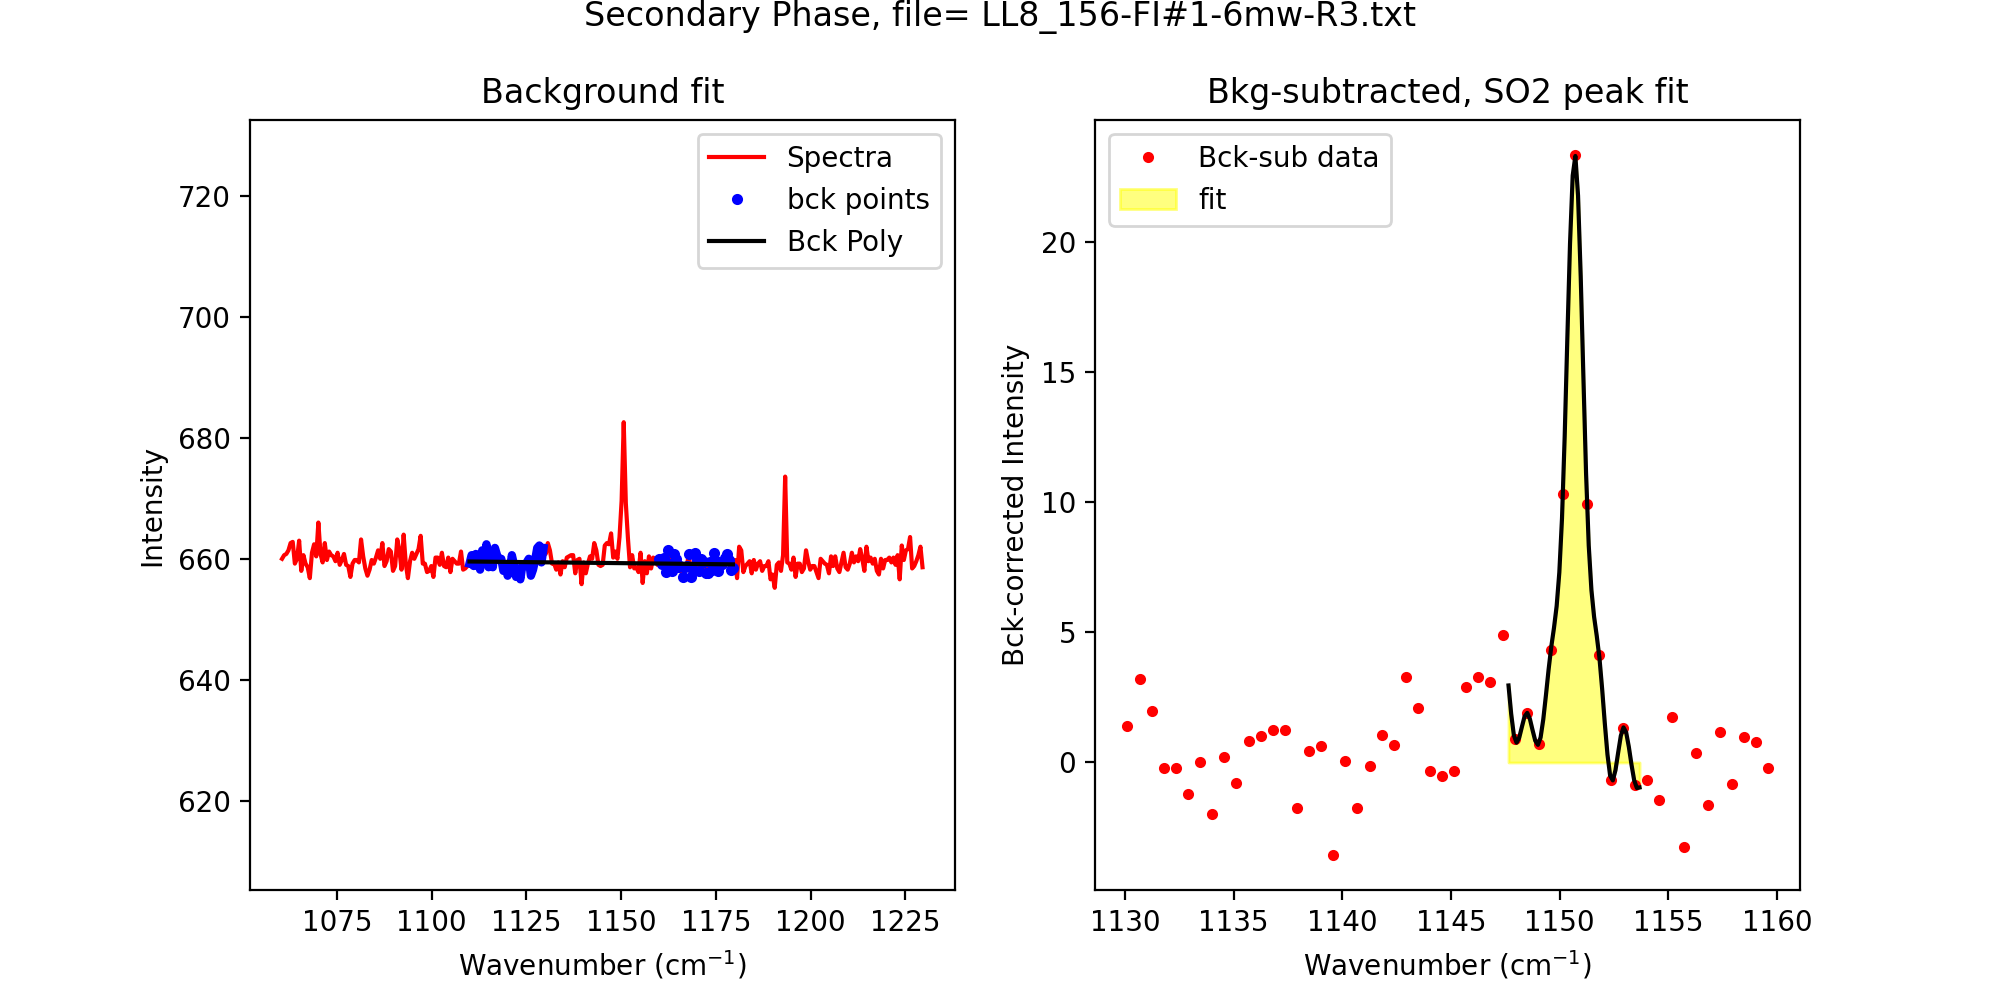 Secondary Phase, file= LL8_156-FI#1-6mw-R3.txt
Background fit
Spectra
bck points
Bck Poly
Intensity
720
700
680
660
640
620
1075 1100 1125 1150 1175 1200 1225
Wavenumber (cm⁻¹)
Bkg-subtracted, SO2 peak fit
Bck-sub data
fit
Bck-corrected Intensity
20
15
10
5
0
1130 1135 1140 1145 1150 1155 1160
Wavenumber (cm⁻¹)